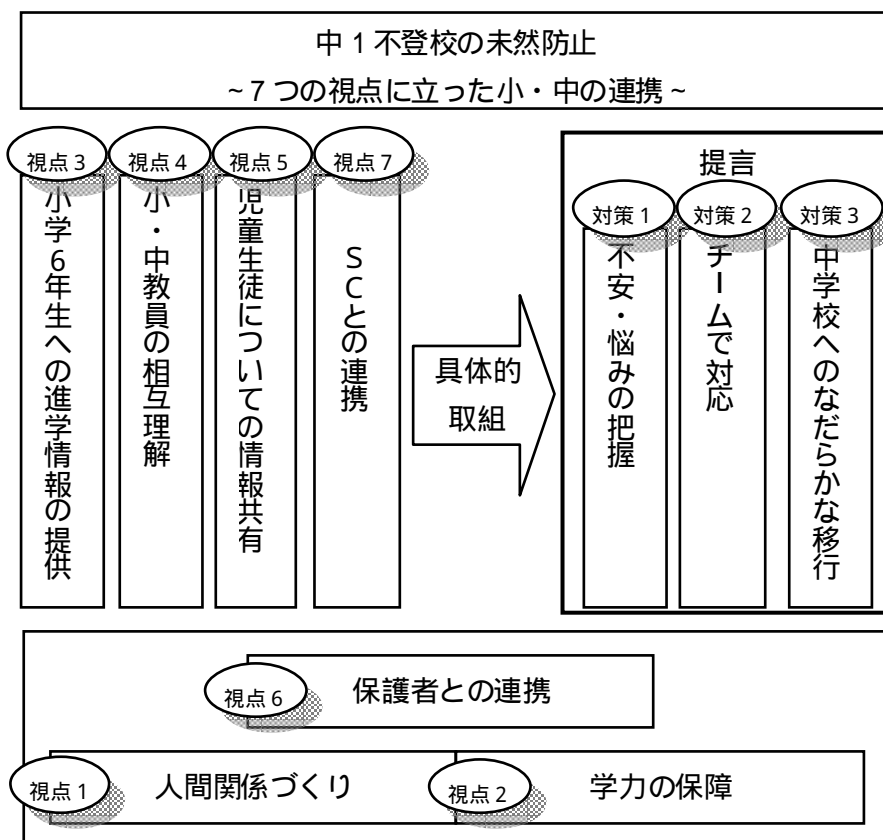 中1不登校の未然防止
~7つの視点に立った小・中の連携~
視点3
小学6年生への進学情報の提供
視点4
小・中教員の相互理解
視点5
児童生徒についての情報共有
視点7
SCとの連携
具体的
取組
提言
対策1
不安・悩みの把握
対策2
チームで対応
対策3
中学校へのなだらかな移行
視点6
保護者との連携
視点1
人間関係づくり
視点2
学力の保障